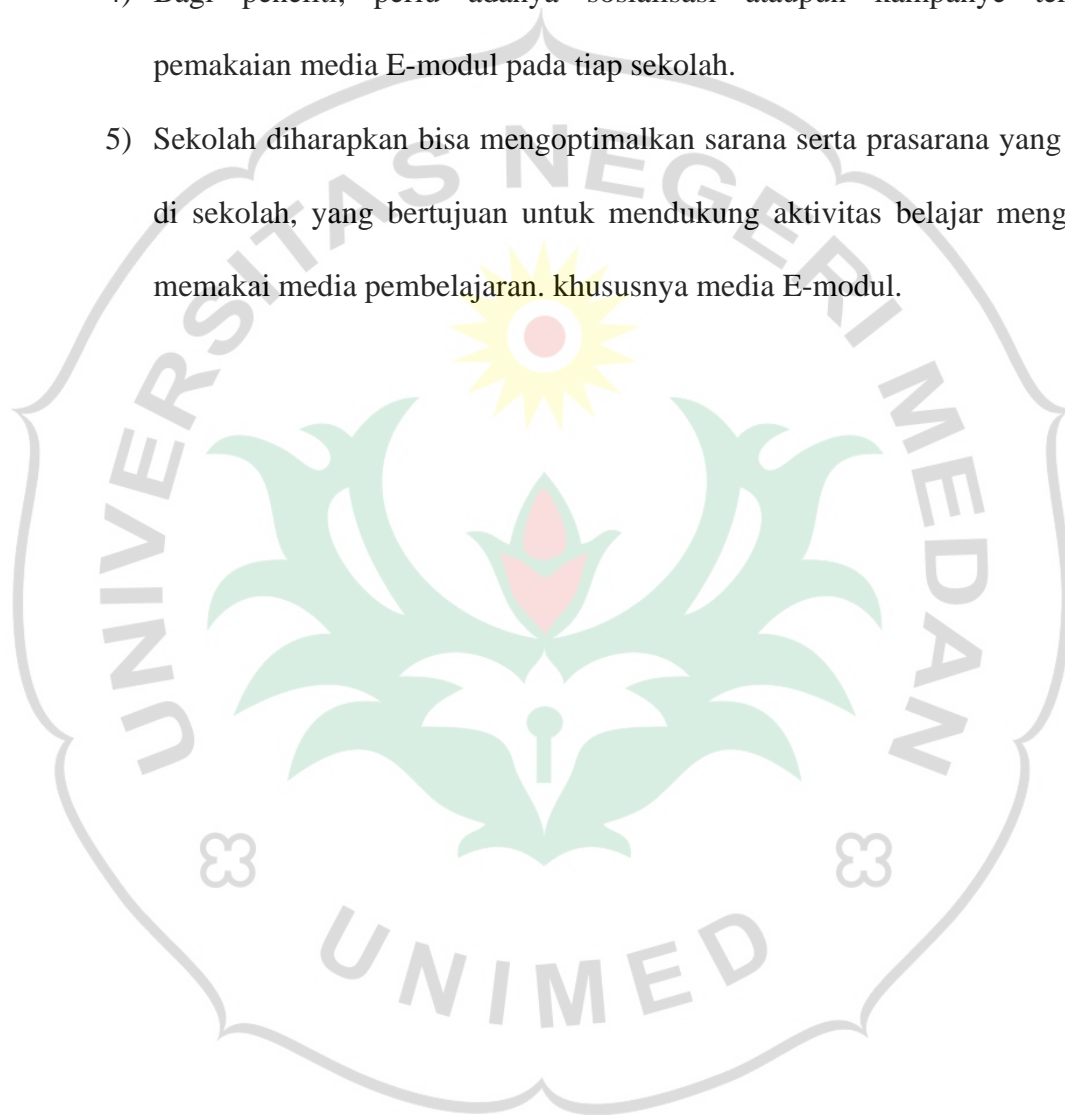 4) Bagi peneliti, perlu adanya sosialisasi ataupun kampanye
pemakaian media E-modul pada tiap sekolah.
5) Sekolah diharapkan bisa mengoptimalkan sarana serta prasarana yang
di sekolah, yang bertujuan untuk mendukung aktivitas belajar meng
memakai media pembelajaran. khususnya media E-modul.
UNIVERSITAS NEGERI MEDAN
UNIMED